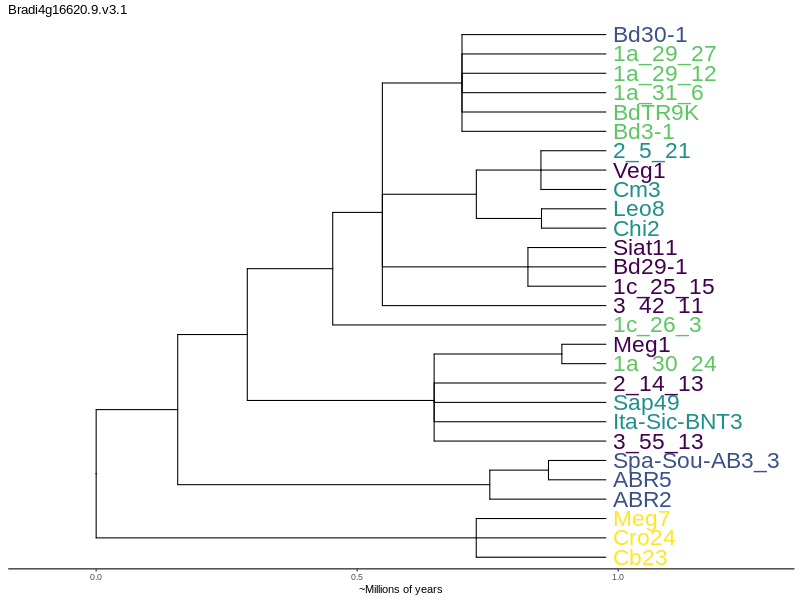 Bradi4g16620.9.v3.1
Bd30-1
1a_29_27
1a_29_12
1a_31_6
BdTR9K
Bd3-1
2_5_21
Veg1
Cm3
Leo8
Chi2
Siat11
Bd29-1
1c_25_15
3_42_11
1c_26_3
Meg1
1a_30_24
2_14_13
Sap49
Ita-Sic-BNT3
3_55_13
Spa-Sou-AB3_3
ABR5
ABR2
Meg7
Cro24
Cb23
0.0 0.5 1.0
~Millions of years